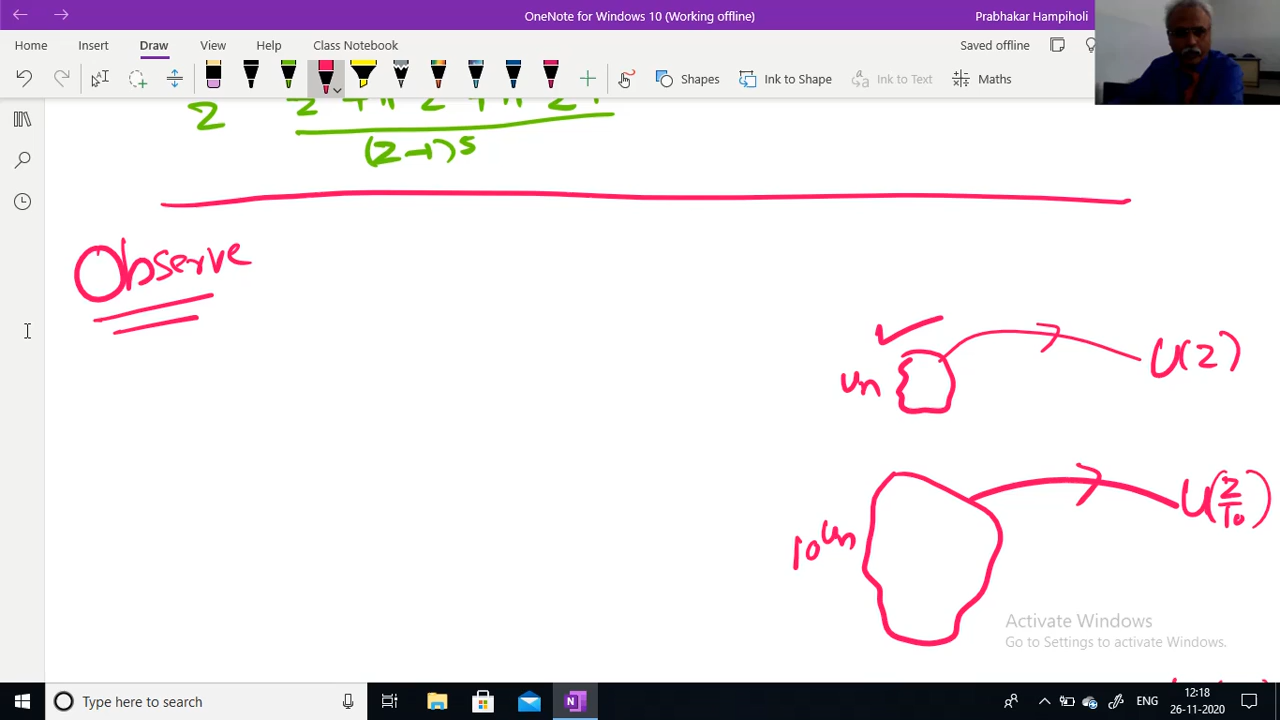 OneNote for Windows 10 (Working offline)
Prabhakar Hampiholi
Home Insert Draw View Help Class Notebook
Saved offline
Shapes Ink to Shape Ink to Text Maths
z
(z-1)^5
Observe
un U(z)
10^un U(z/10)
Activate Windows
Go to Settings to activate Windows.
Type here to search
ENG
12:18
26-11-2020